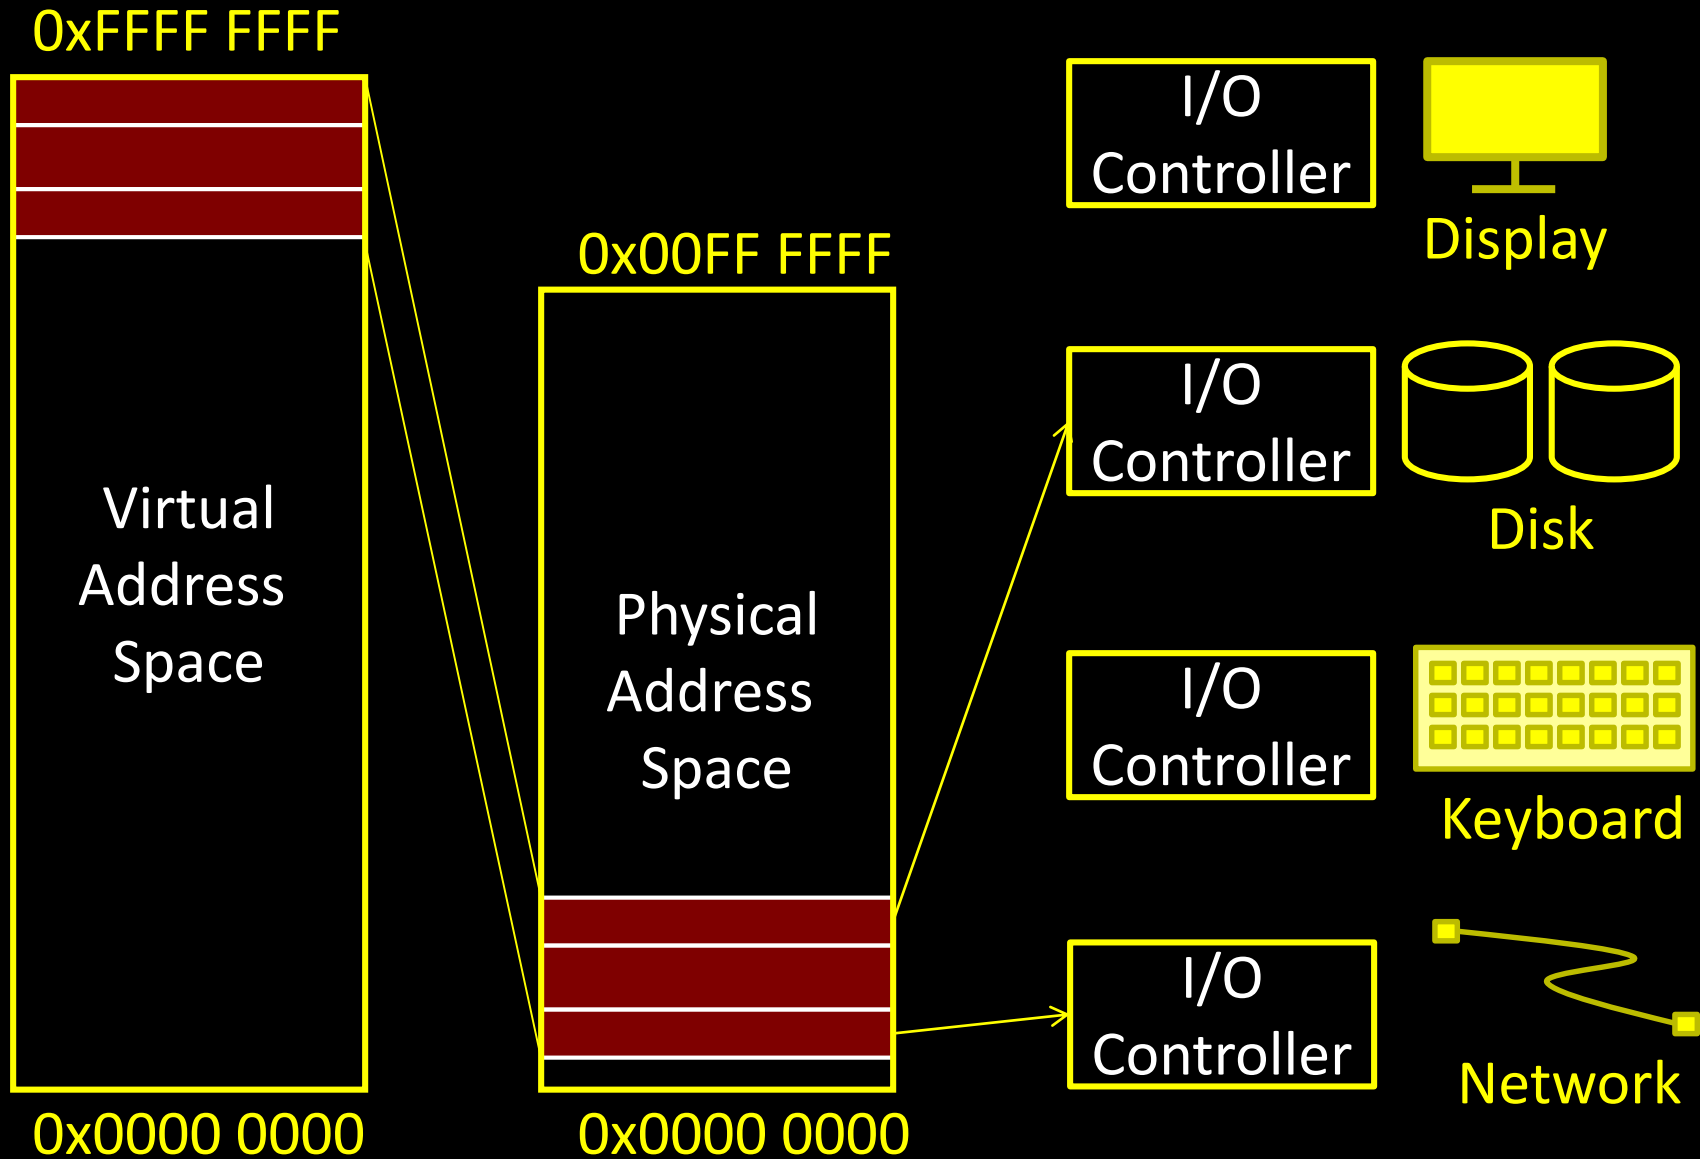 0xFFFF FFFF
Virtual
Address
Space
0x0000 0000
0x00FF FFFF
Physical
Address
Space
0x0000 0000
I/O
Controller
Display
I/O
Controller
Disk
I/O
Controller
Keyboard
I/O
Controller
Network